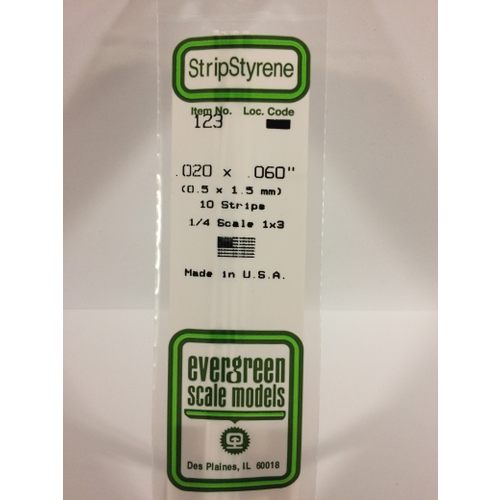 StripStyrene
Item No. Loc. Code
123
.020 x .060"
(0.5 x 1.5 mm)
10 Strips
1/4 Scale 1x3
Made in U.S.A.
evergreen
scale models
Des Plaines, IL 60018